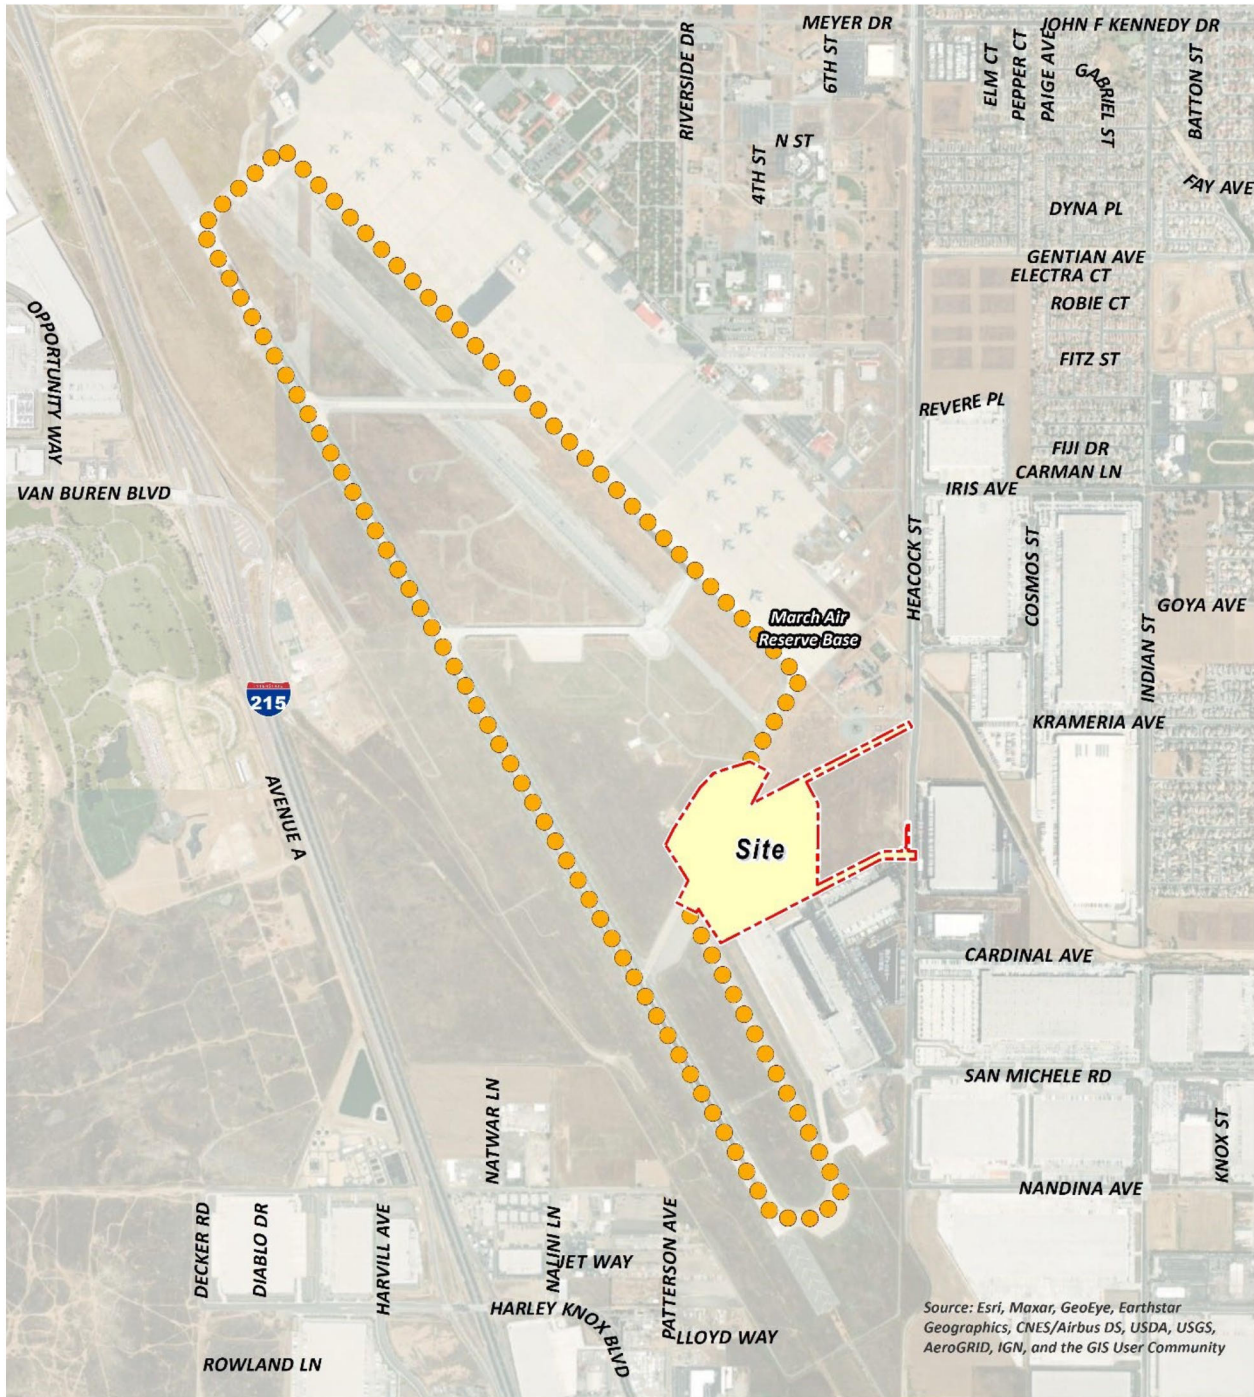 MEYER DR
JOHN F KENNEDY DR
RIVERSIDE DR
6TH ST
ELM CT
PEPPER CT
PAIGE AVE
GABRIEL ST
BATTON ST
N ST
4TH ST
FAY AVE
DYNA PL
GENTIAN AVE
ELECTRA CT
ROBIE CT
OPPORTUNITY WAY
FITZ ST
REVERE PL
FIJI DR
CARMAN LN
VAN BUREN BLVD
IRIS AVE
HEACOCK ST
COSMOS ST
GOYA AVE
March Air
Reserve Base
INDIAN ST
215
KRAMERIA AVE
AVENUE A
Site
CARDINAL AVE
SAN MICHELE RD
NATWAR LN
KNOX ST
NANDINA AVE
DECKER RD
DIABLO DR
HARVILL AVE
NALINI LN
JET WAY
PATTERSON AVE
HARLEY KNOX BLVD
LLOYD WAY
ROWLAND LN
Source: Esri, Maxar, GeoEye, Earthstar
Geographics, CNES/Airbus DS, USDA, USGS,
AeroGRID, IGN, and the GIS User Community